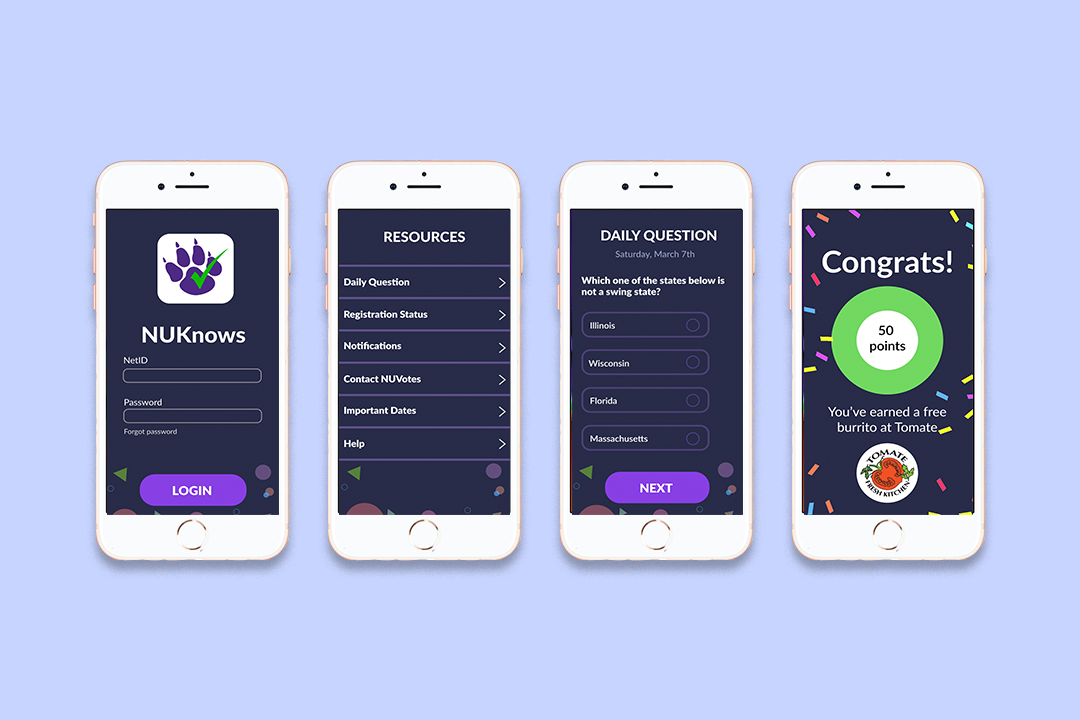 NUKnows
NetID
Password
Forgot password
LOGIN
RESOURCES
Daily Question
Registration Status
Notifications
Contact NUVotes
Important Dates
Help
DAILY QUESTION
Saturday, March 7th
Which one of the states below is
not a swing state?
Illinois
Wisconsin
Florida
Massachusetts
NEXT
Congrats!
50
points
You've earned a free
burrito at Tomate
TOMATE
FRESH KITCHEN